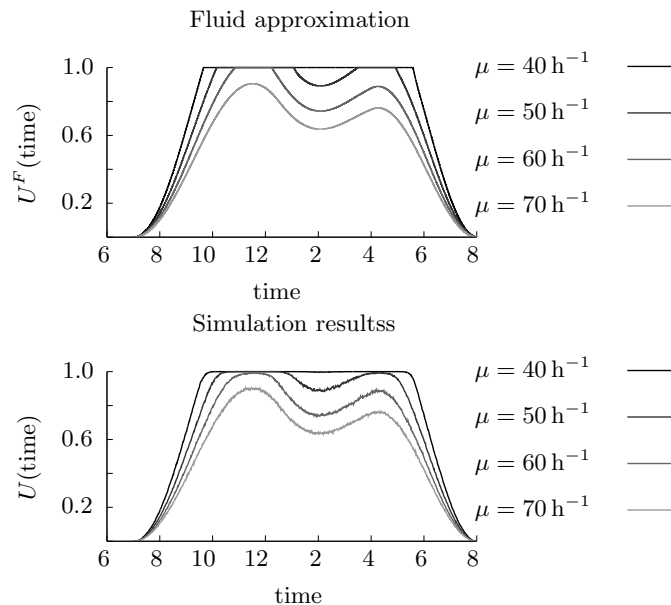 Fluid approximation
U^F(time)
1.0
0.6
0.2
6 8 10 12 2 4 6 8
time
μ = 40 h⁻¹
μ = 50 h⁻¹
μ = 60 h⁻¹
μ = 70 h⁻¹
Simulation resultss
U(time)
1.0
0.6
0.2
6 8 10 12 2 4 6 8
time
μ = 40 h⁻¹
μ = 50 h⁻¹
μ = 60 h⁻¹
μ = 70 h⁻¹